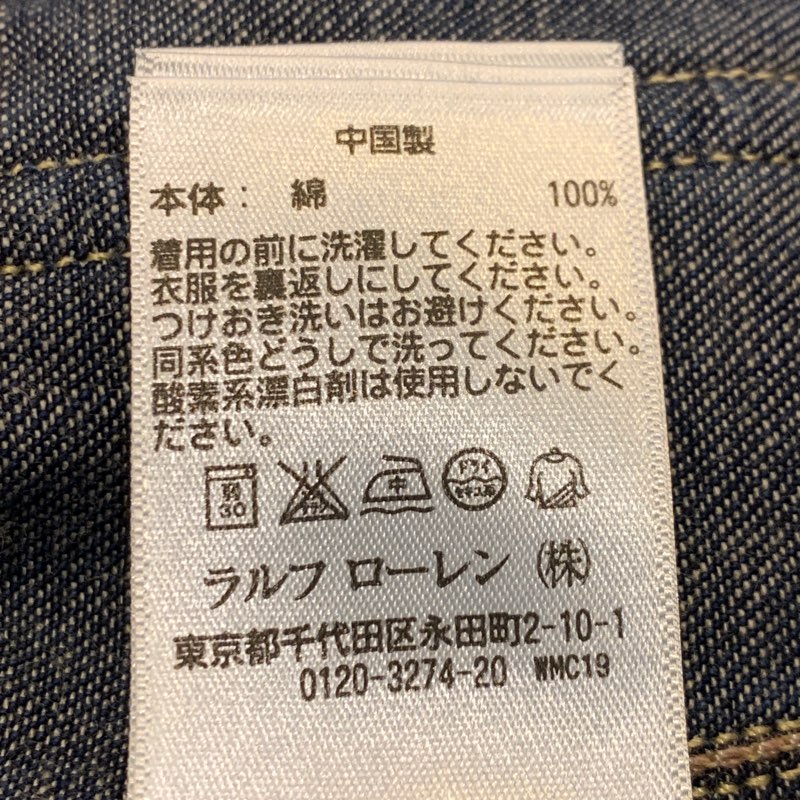 中国製
本体： 綿 100%
着用の前に洗濯してください。
衣服を裏返しにしてください。
つけおき洗いはお避けください。
同系色どうしで洗ってください。
酸素系漂白剤は使用しないでく
ださい。
弱 30 中 ドライ セキユ系
ラルフ ローレン ㈱
東京都千代田区永田町2-10-1
0120-3274-20 WMC19